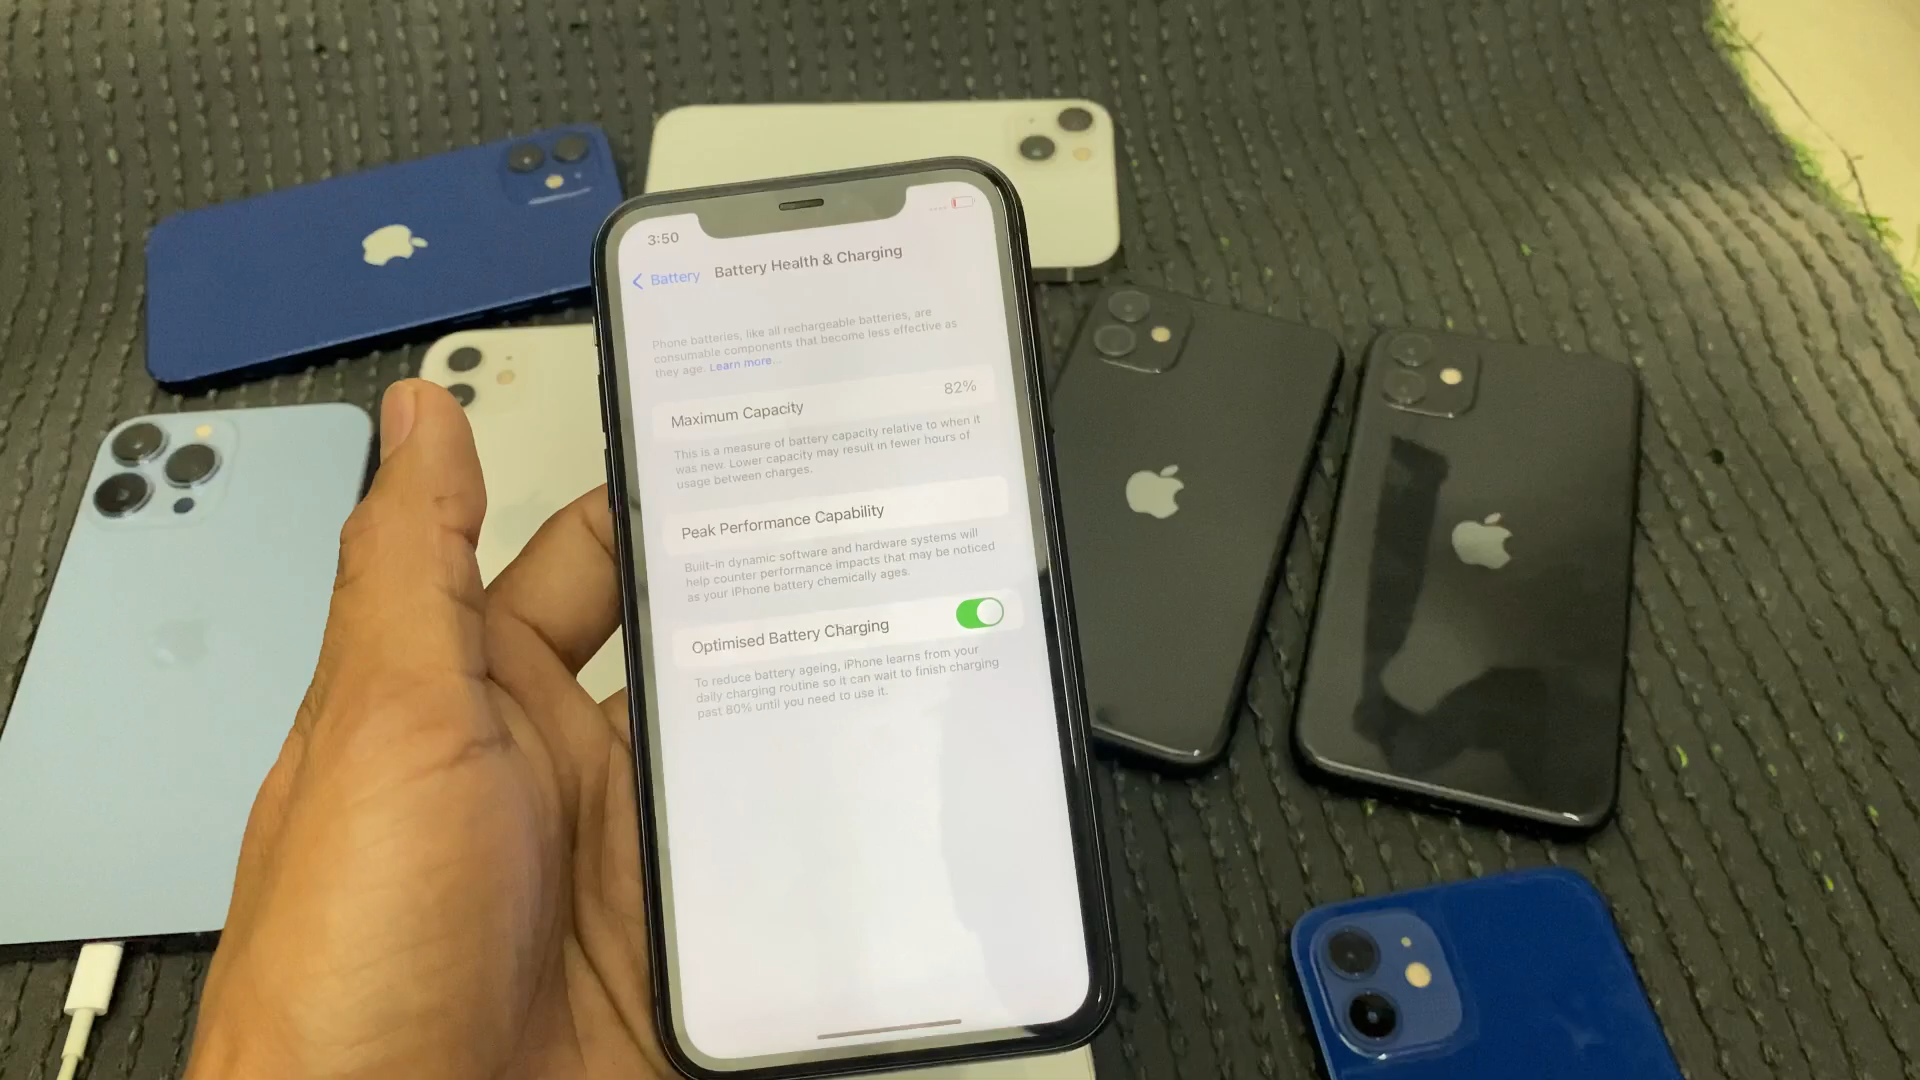 3:50
Battery
Battery Health & Charging
Phone batteries, like all rechargeable batteries, are
consumable components that become less effective as
they age. Learn more...
Maximum Capacity
82%
This is a measure of battery capacity relative to when it
was new. Lower capacity may result in fewer hours of
usage between charges.
Peak Performance Capability
Built-in dynamic software and hardware systems will
help counter performance impacts that may be noticed
as your iPhone battery chemically ages.
Optimised Battery Charging
To reduce battery ageing, iPhone learns from your
daily charging routine so it can wait to finish charging
past 80% until you need to use it.